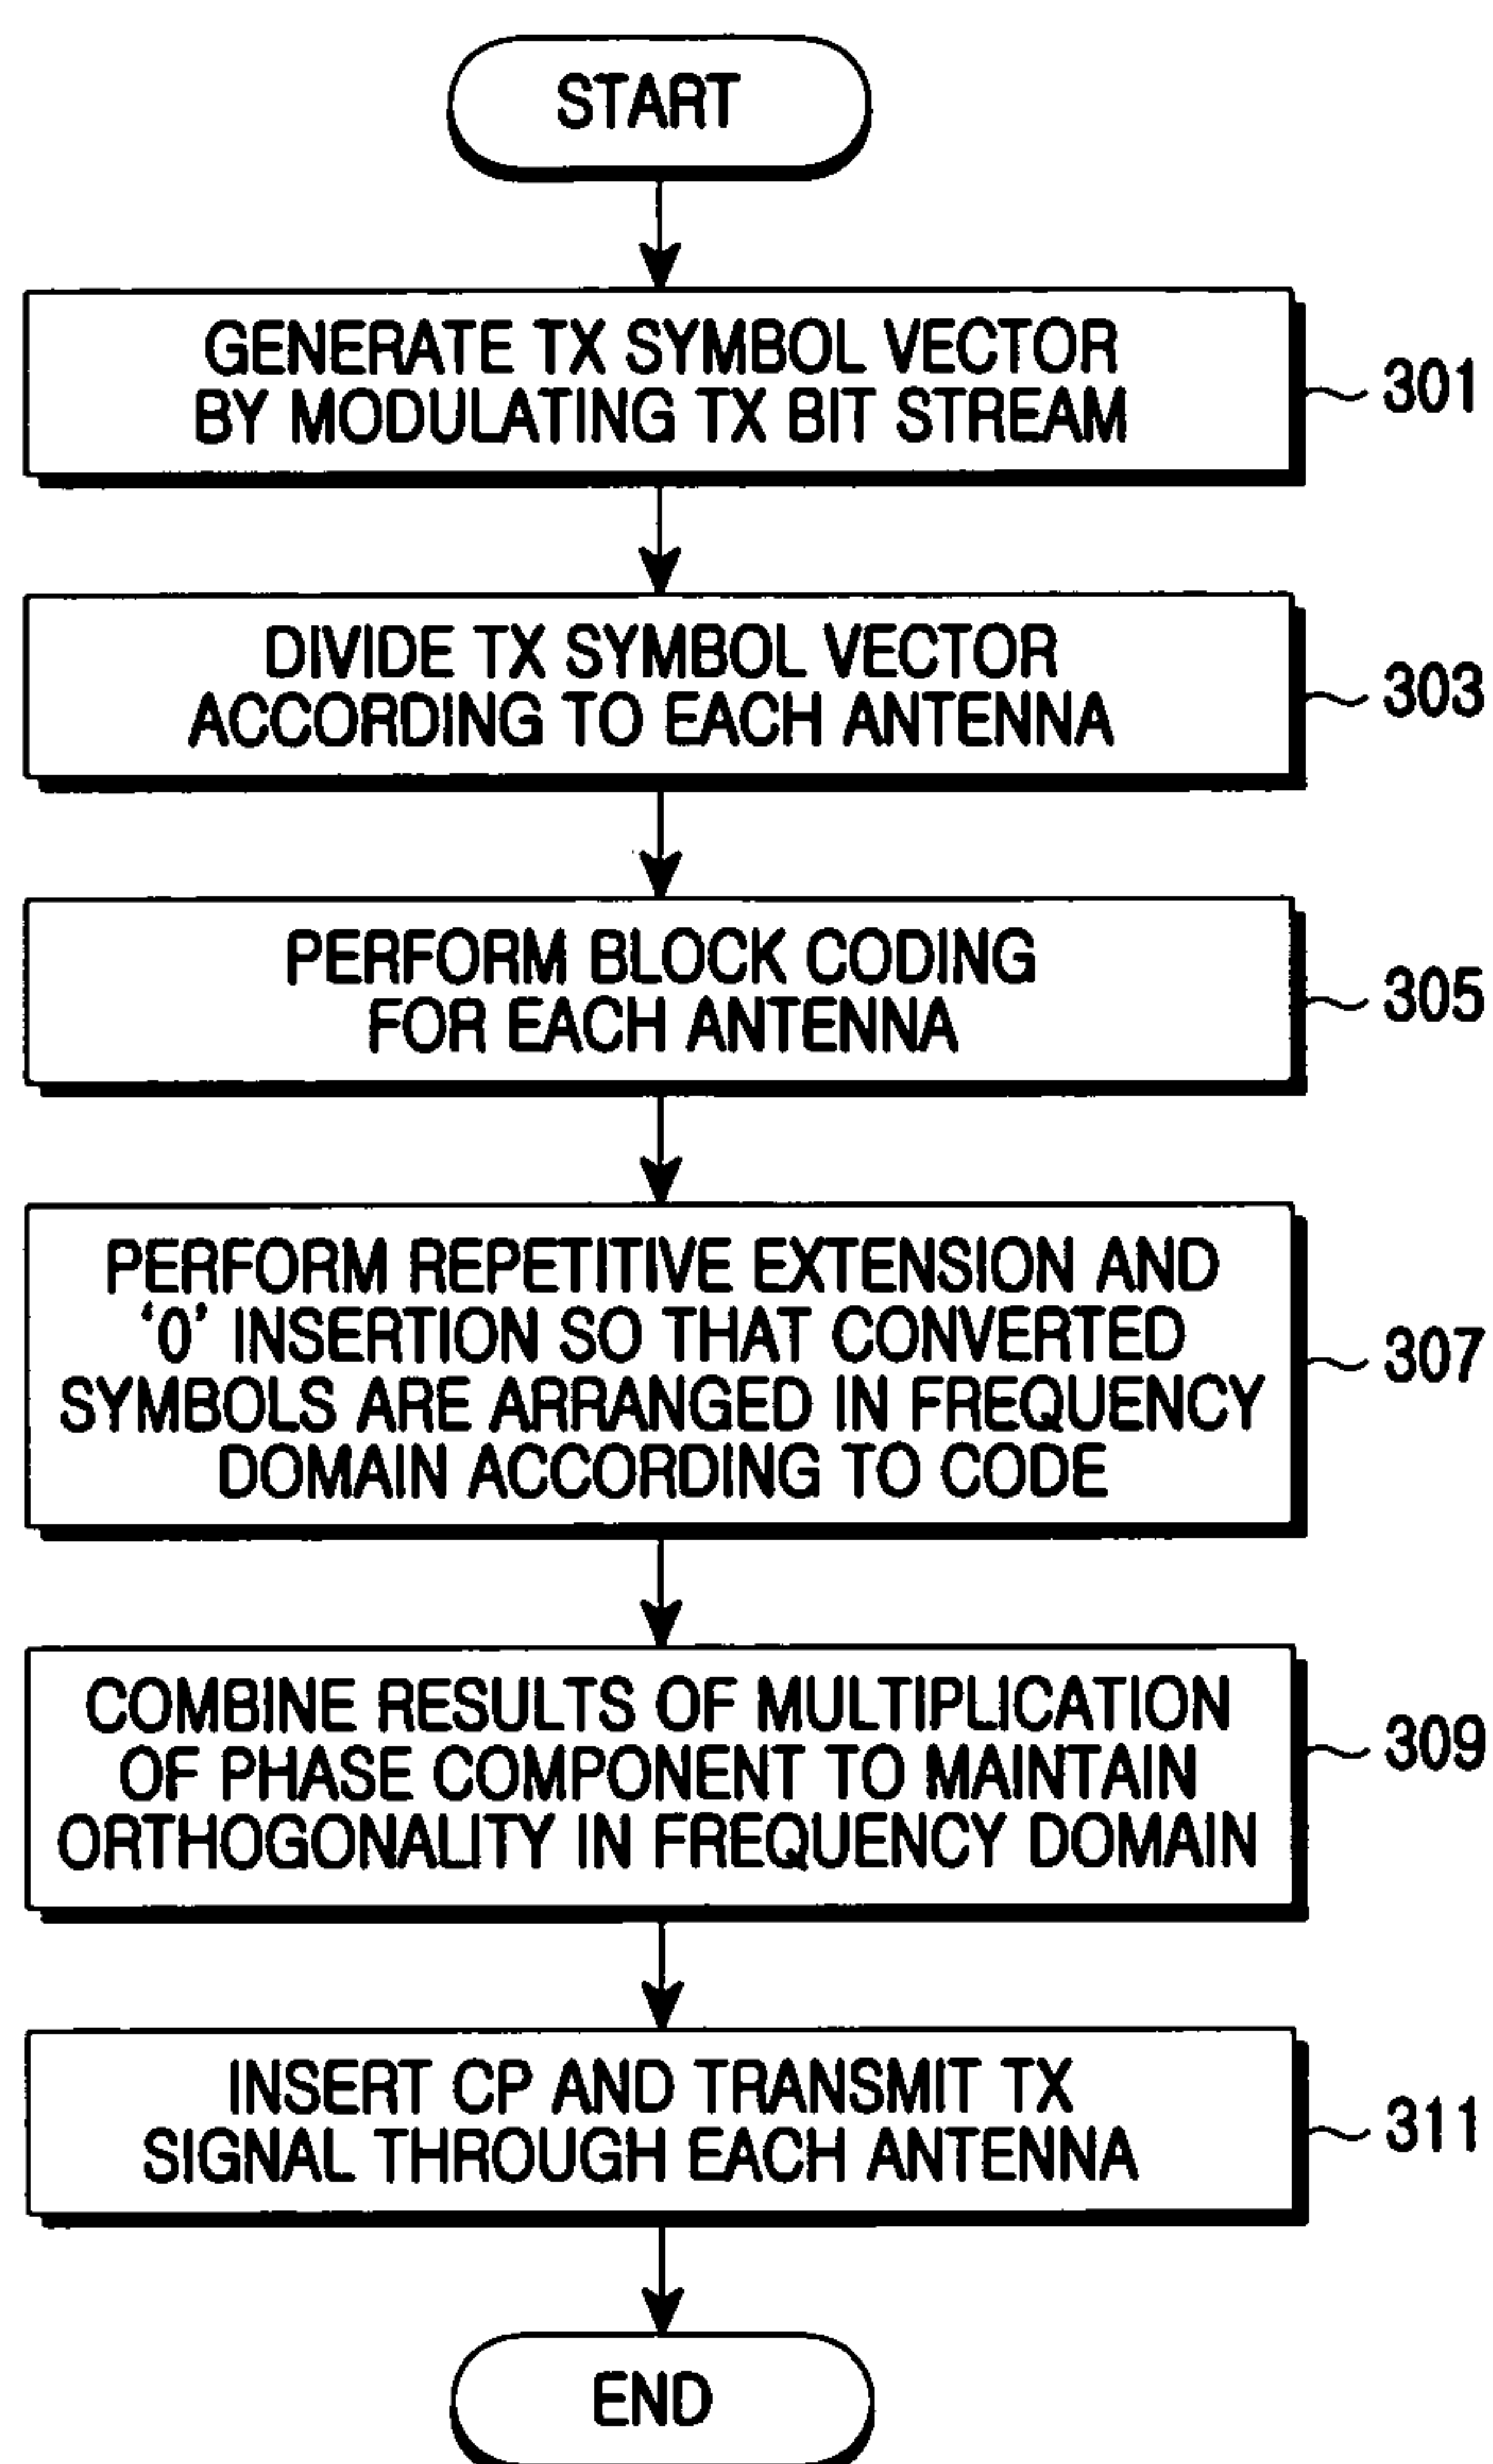 START
GENERATE TX SYMBOL VECTOR
BY MODULATING TX BIT STREAM
301
DIVIDE TX SYMBOL VECTOR
ACCORDING TO EACH ANTENNA
303
PERFORM BLOCK CODING
FOR EACH ANTENNA
305
PERFORM REPETITIVE EXTENSION AND
‘0’ INSERTION SO THAT CONVERTED
SYMBOLS ARE ARRANGED IN FREQUENCY
DOMAIN ACCORDING TO CODE
307
COMBINE RESULTS OF MULTIPLICATION
OF PHASE COMPONENT TO MAINTAIN
ORTHOGONALITY IN FREQUENCY DOMAIN
309
INSERT CP AND TRANSMIT TX
SIGNAL THROUGH EACH ANTENNA
311
END